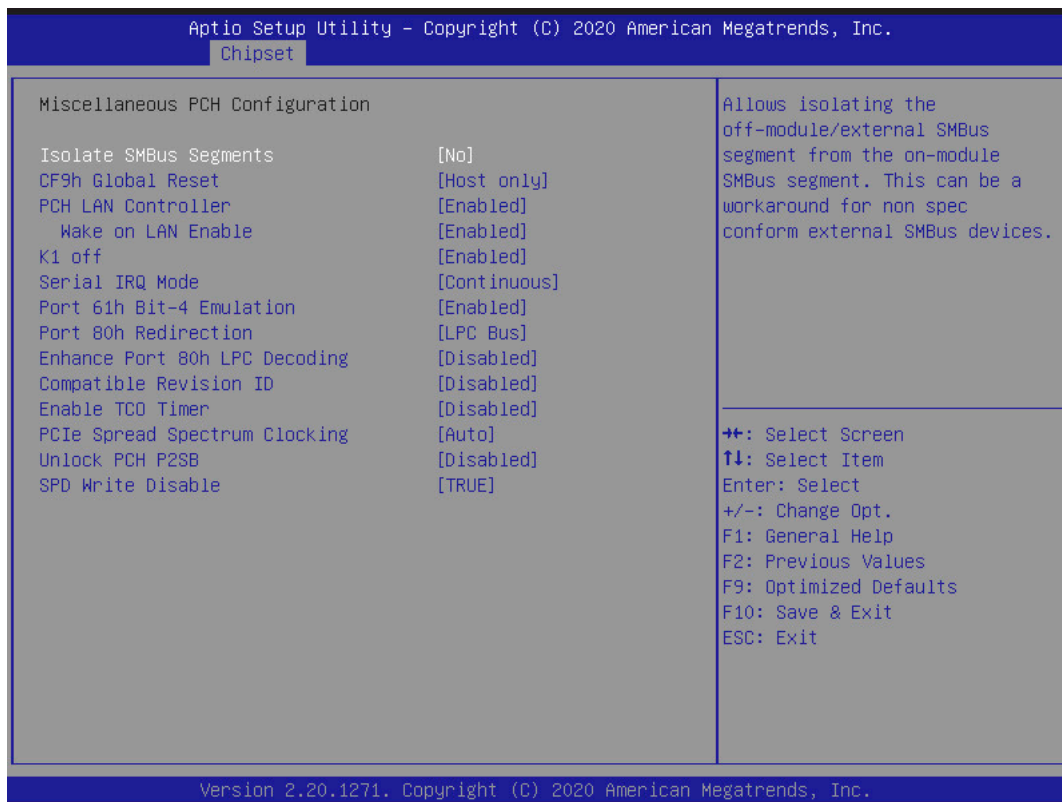 Aptio Setup Utility – Copyright (C) 2020 American Megatrends, Inc.
Chipset
Miscellaneous PCH Configuration
Isolate SMBus Segments [No]
CF9h Global Reset [Host only]
PCH LAN Controller [Enabled]
Wake on LAN Enable [Enabled]
K1 off [Enabled]
Serial IRQ Mode [Continuous]
Port 61h Bit-4 Emulation [Enabled]
Port 80h Redirection [LPC Bus]
Enhance Port 80h LPC Decoding [Disabled]
Compatible Revision ID [Disabled]
Enable TCO Timer [Disabled]
PCIe Spread Spectrum Clocking [Auto]
Unlock PCH P2SB [Disabled]
SPD Write Disable [TRUE]
Allows isolating the
off-module/external SMBus
segment from the on-module
SMBus segment. This can be a
workaround for non spec
conform external SMBus devices.
→←: Select Screen
↑↓: Select Item
Enter: Select
+/-: Change Opt.
F1: General Help
F2: Previous Values
F9: Optimized Defaults
F10: Save & Exit
ESC: Exit
Version 2.20.1271. Copyright (C) 2020 American Megatrends, Inc.